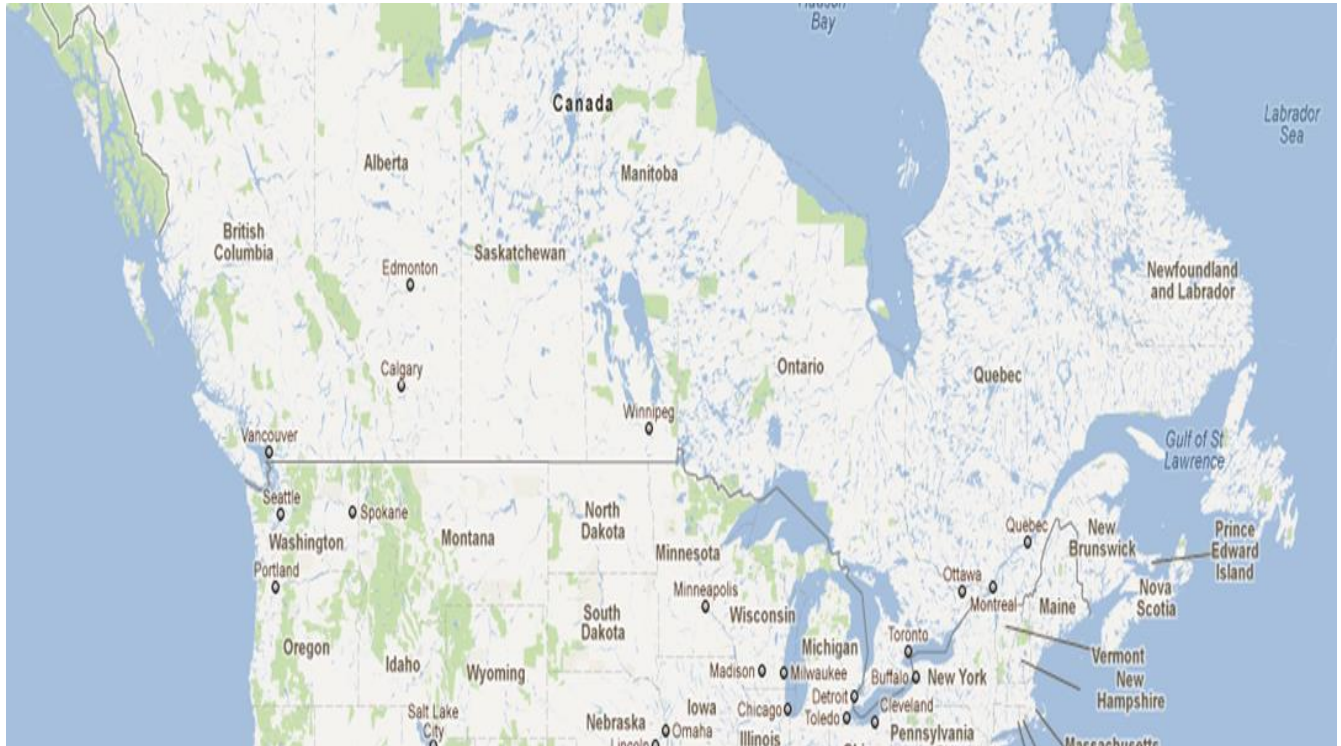 Hudson
Bay
Canada
Labrador
Sea
Alberta
Manitoba
British
Columbia
Saskatchewan
Edmonton
Newfoundland
and Labrador
Ontario
Quebec
Calgary
Winnipeg
Vancouver
Gulf of St
Lawrence
Seattle
Spokane
Washington
Montana
North
Dakota
Minnesota
Quebec
New
Brunswick
Prince
Edward
Island
Portland
Minneapolis
Ottawa
Montreal
Maine
Nova
Scotia
South
Dakota
Wisconsin
Oregon
Idaho
Wyoming
Michigan
Toronto
Vermont
Madison
Milwaukee
Buffalo
New York
New
Hampshire
Detroit
Iowa
Chicago
Toledo
Cleveland
Salt Lake
City
Nebraska
Omaha
Lincoln
Illinois
Pennsylvania
Massachusetts